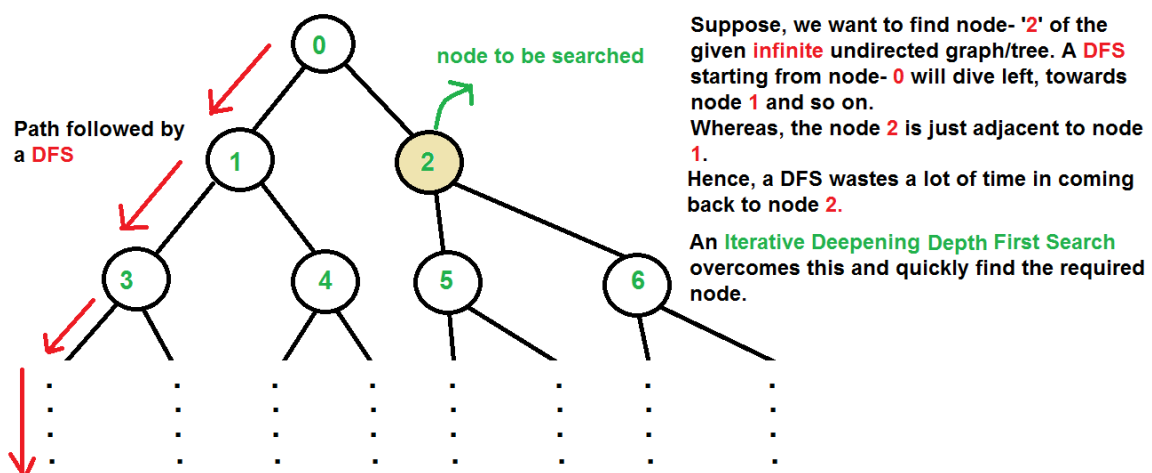 0
node to be searched
Path followed by
a DFS
1
2
3
4
5
6
Suppose, we want to find node- '2' of the
given infinite undirected graph/tree. A DFS
starting from node- 0 will dive left, towards
node 1 and so on.
Whereas, the node 2 is just adjacent to node
1.
Hence, a DFS wastes a lot of time in coming
back to node 2.
An Iterative Deepening Depth First Search
overcomes this and quickly find the required
node.